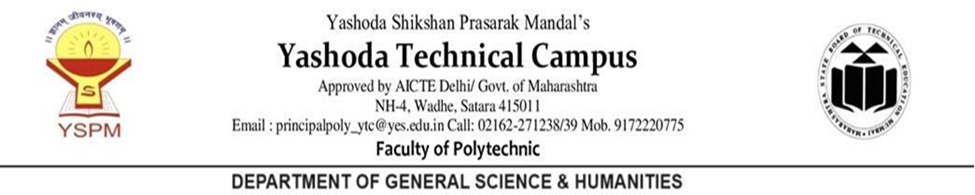 ॥ ज्ञानम् जीवनस्य भूषणम् ॥
S
YSPM
Yashoda Shikshan Prasarak Mandal's
Yashoda Technical Campus
Approved by AICTE Delhi/ Govt. of Maharashtra
NH-4, Wadhe, Satara 415011
Email : principalpoly_ytc@yes.edu.in Call: 02162-271238/39 Mob. 9172220775
Faculty of Polytechnic
MAHARASHTRA STATE BOARD OF TECHNICAL EDUCATION MUMBAI
DEPARTMENT OF GENERAL SCIENCE & HUMANITIES